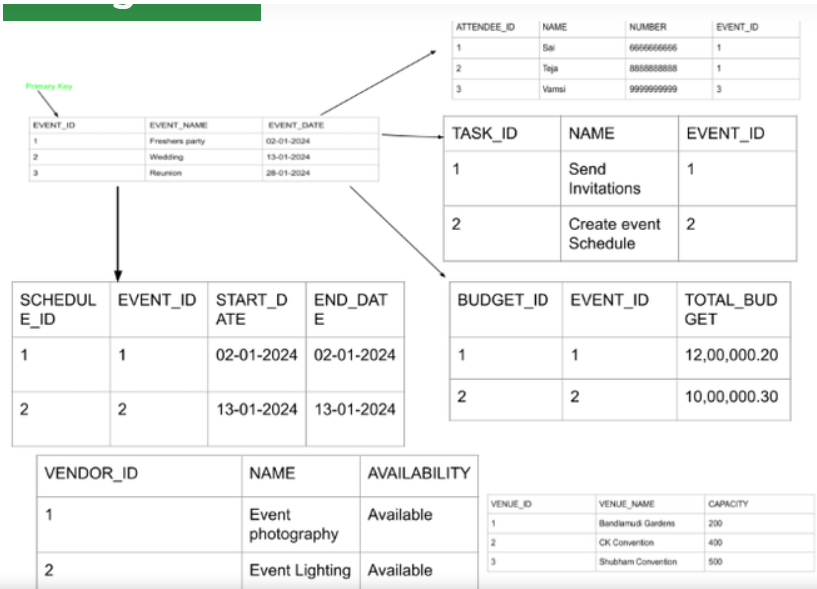 ATTENDEE_ID NAME NUMBER EVENT_ID
1 Sai 6666666666 1
2 Teja 8888888888 1
3 Vamsi 9999999999 3
Primary Key
EVENT_ID EVENT_NAME EVENT_DATE
1 Freshers party 02-01-2024
2 Wedding 13-01-2024
3 Reunion 28-01-2024
TASK_ID NAME EVENT_ID
1 Send 1
Invitations
2 Create event 2
Schedule
SCHEDUL EVENT_ID START_D END_DAT
E_ID ATE E
1 1 02-01-2024 02-01-2024
2 2 13-01-2024 13-01-2024
BUDGET_ID EVENT_ID TOTAL_BUD
GET
1 1 12,00,000.20
2 2 10,00,000.30
VENDOR_ID NAME AVAILABILITY
1 Event Available
photography
2 Event Lighting Available
VENUE_ID VENUE_NAME CAPACITY
1 Bandlamudi Gardens 200
2 CK Convention 400
3 Shubham Convention 500